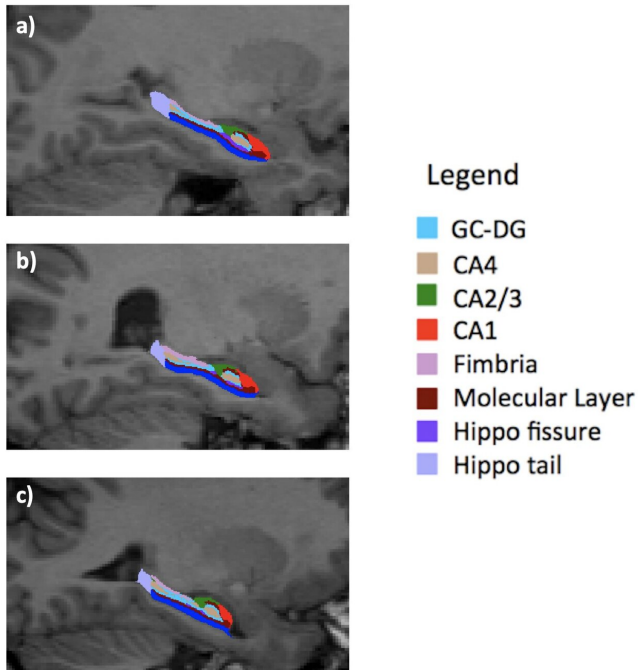 a)
b)
c)
Legend
GC-DG
CA4
CA2/3
CA1
Fimbria
Molecular Layer
Hippo fissure
Hippo tail